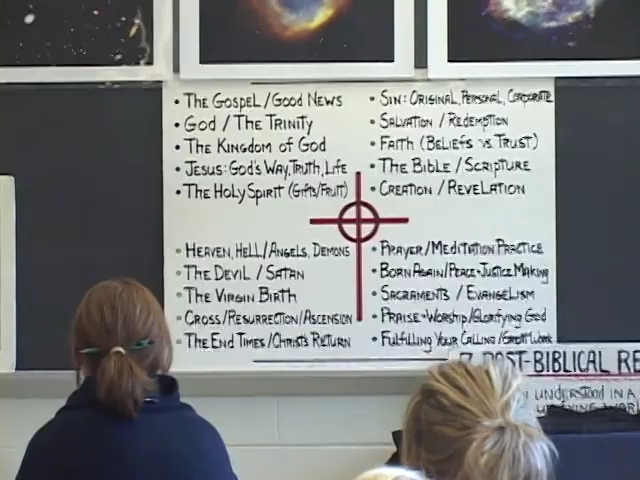 • The Gospel / Good News
• God / The Trinity
• The Kingdom of God
• Jesus: God's Way, Truth, Life
• The Holy Spirit (Gifts/Fruit)
• Sin: Original, Personal, Corporate
• Salvation / Redemption
• Faith (Beliefs vs. Trust)
• The Bible / Scripture
• Creation / Revelation
• Heaven, Hell / Angels, Demons
• The Devil / Satan
• The Virgin Birth
• Cross / Resurrection / Ascension
• The End Times / Christ's Return
• Prayer / Meditation Practice
• Born Again / Peace + Justice Making
• Sacraments / Evangelism
• Praise + Worship / Glorifying God
• Fulfilling Your Calling / Great Work
7 Post-Biblical Re
understood in a